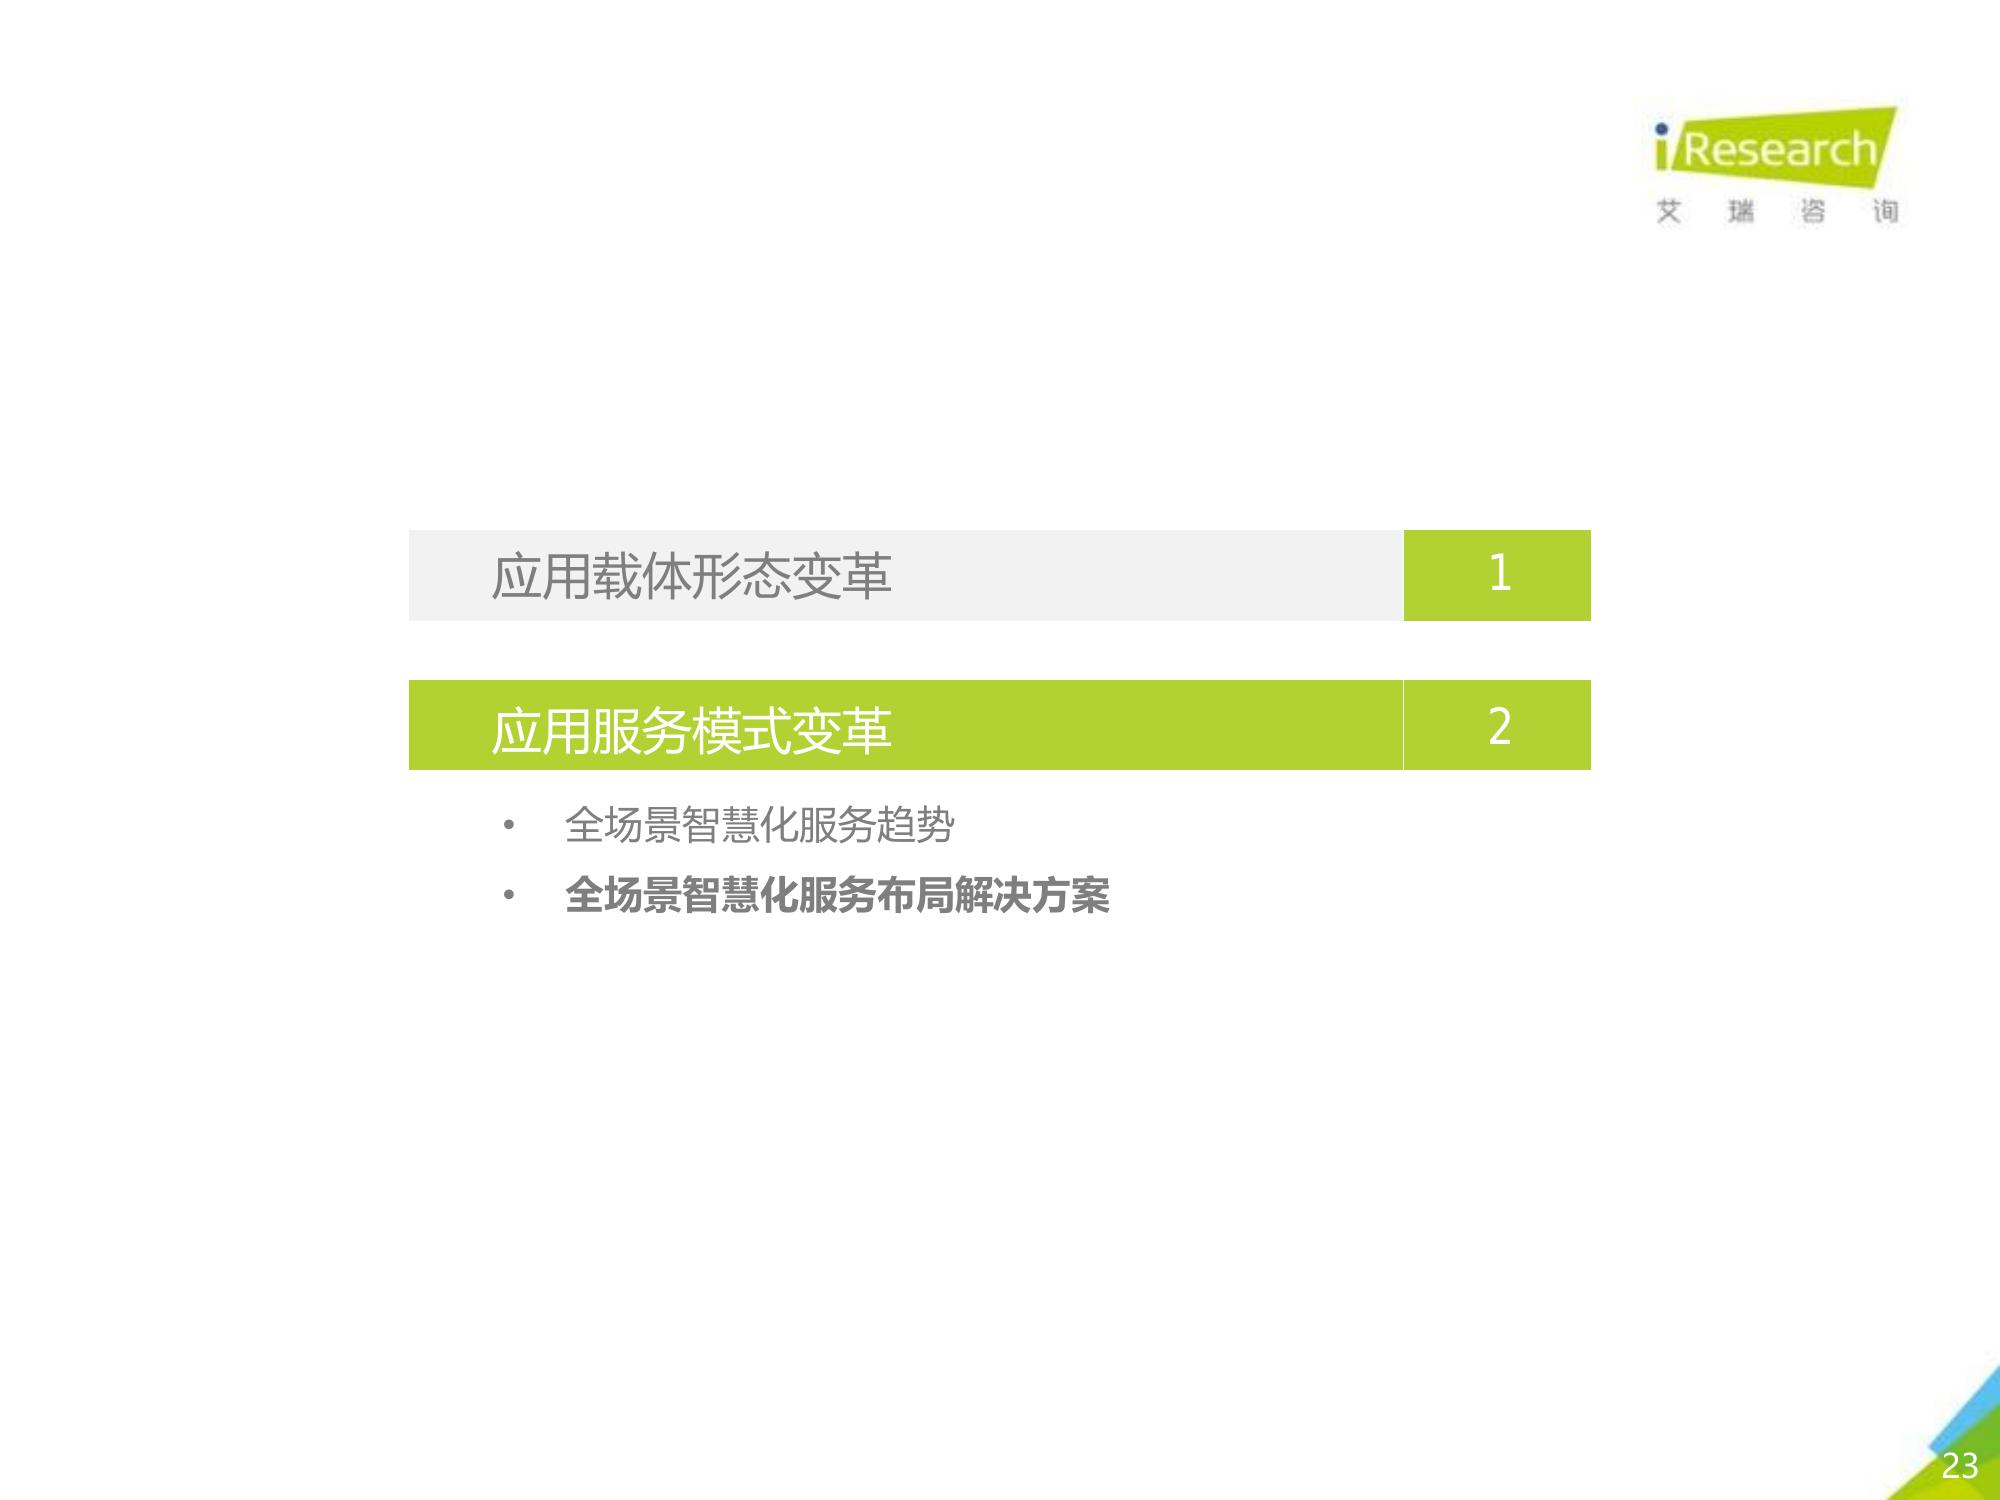 iResearch
艾瑞咨询
应用载体形态变革 1
应用服务模式变革 2
• 全场景智慧化服务趋势
• 全场景智慧化服务布局解决方案
23